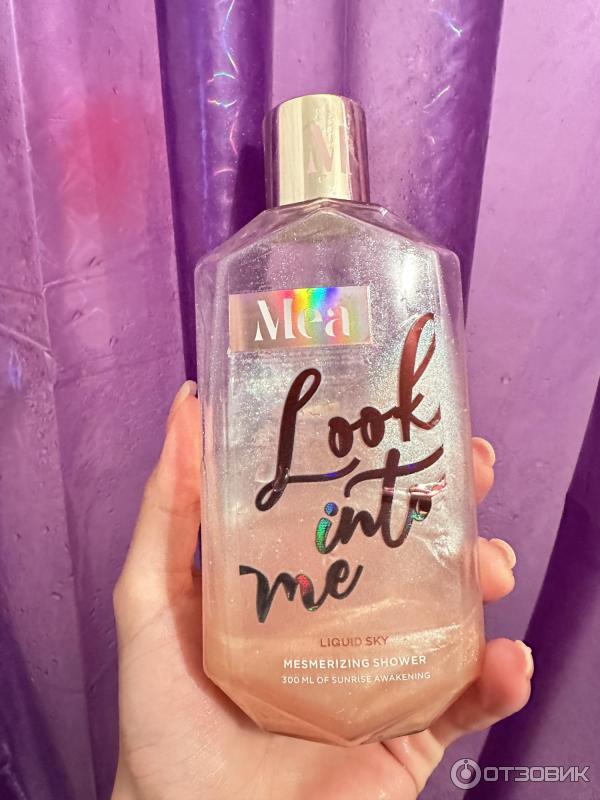 M
Mea
Look
into
me
LIQUID SKY
MESMERIZING SHOWER
300 ML OF SUNRISE AWAKENING
ОТЗОВИК